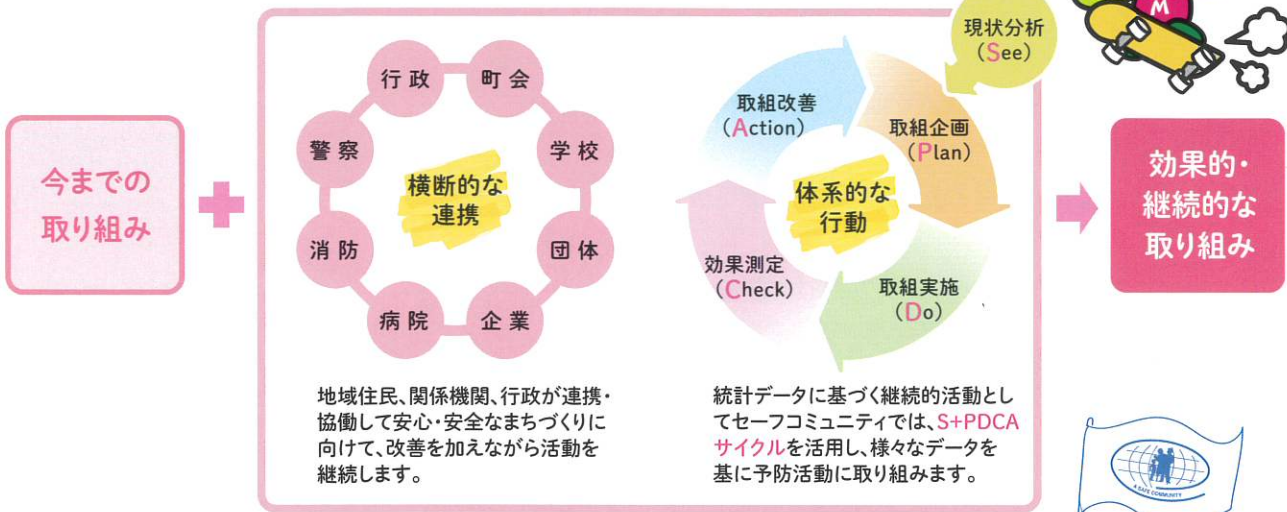 今までの
取り組み
行政
町会
警察
学校
消防
団体
病院
企業
横断的な
連携
地域住民、関係機関、行政が連携・
協働して安心・安全なまちづくりに
向けて、改善を加えながら活動を
継続します。
現状分析
(See)
取組改善
(Action)
取組企画
(Plan)
体系的な
行動
効果測定
(Check)
取組実施
(Do)
統計データに基づく継続的活動とし
てセーフコミュニティでは、S+PDCA
サイクルを活用し、様々なデータを
基に予防活動に取り組みます。
M
効果的・
継続的な
取り組み
A SAFE COMMUNITY